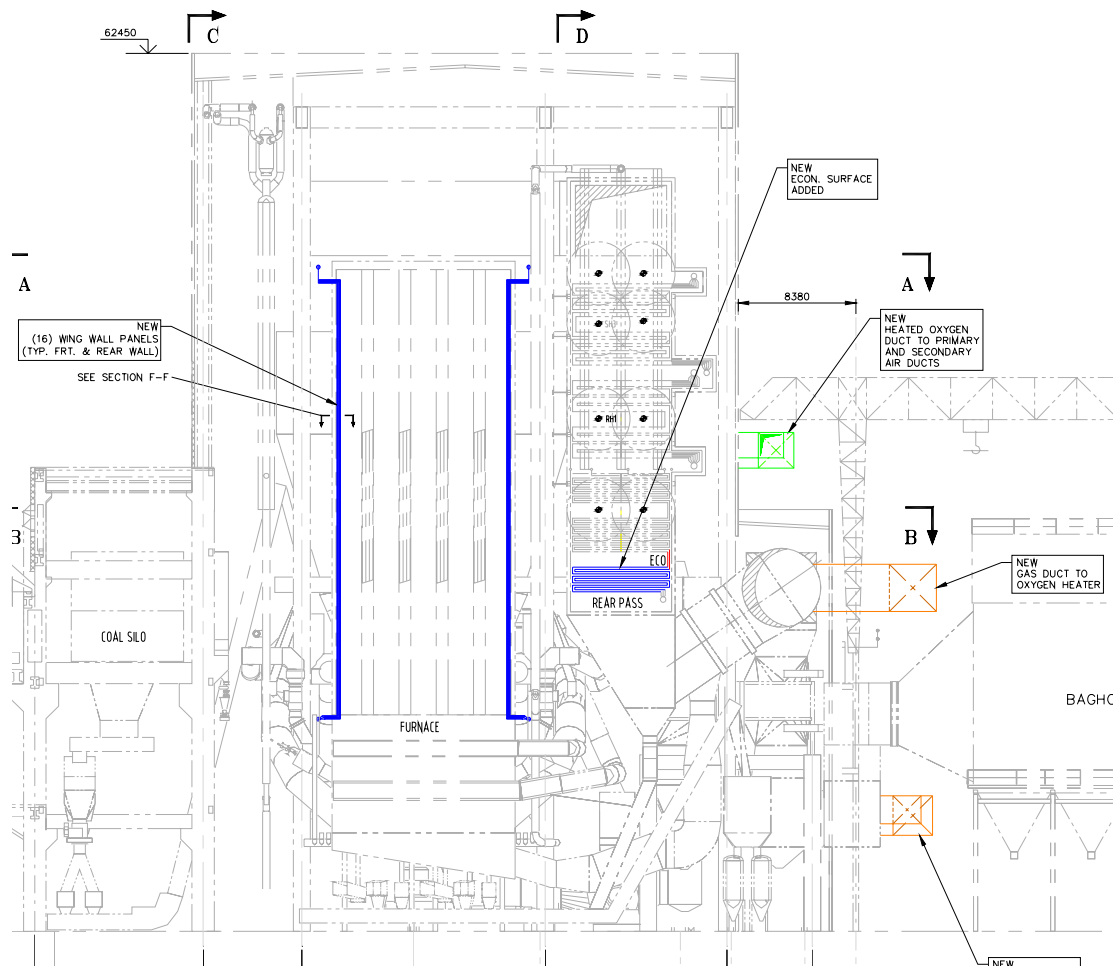 C
D
62450
NEW
ECON. SURFACE
ADDED
A
A
8380
NEW
HEATED OXYGEN
DUCT TO PRIMARY
AND SECONDARY
AIR DUCTS
NEW
(16) WING WALL PANELS
(TYP. FRT. & REAR WALL)
SEE SECTION F-F
RH1
B
B
ECO
NEW
GAS DUCT TO
OXYGEN HEATER
REAR PASS
COAL SILO
BAGHO
FURNACE
NEW